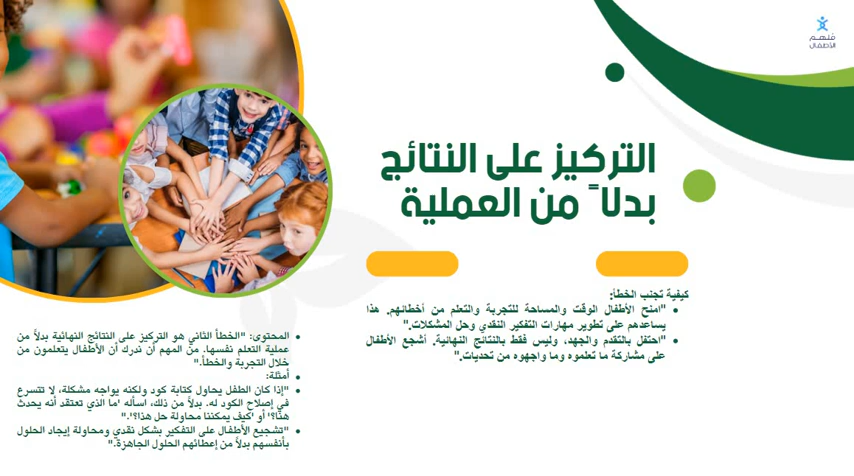 فنهم
الأطفال
التركيز على النتائج
بدلاً من العملية
كيفية تجنب الخطأ:
• "امنح الأطفال الوقت والمساحة للتجربة والتعلم من أخطائهم. هذا
يساعدهم على تطوير مهارات التفكير النقدي وحل المشكلات."
• "احتفل بالتقدم والجهد، وليس فقط بالنتائج النهائية. أشجع الأطفال
على مشاركة ما تعلموه وما واجهوه من تحديات."
• المحتوى: "الخطأ الثاني هو التركيز على النتائج النهائية بدلاً من
عملية التعلم نفسها. من المهم أن ندرك أن الأطفال يتعلمون من
خلال التجربة والخطأ."
• أمثلة:
• "إذا كان الطفل يحاول كتابة كود ولكنه يواجه مشكلة، لا تتسرع
في إصلاح الكود له. بدلاً من ذلك، اسأله 'ما الذي تعتقد أنه يحدث
هنا؟' أو 'كيف يمكننا محاولة حل هذا؟'."
• "تشجيع الأطفال على التفكير بشكل نقدي ومحاولة إيجاد الحلول
بأنفسهم بدلاً من إعطائهم الحلول الجاهزة."